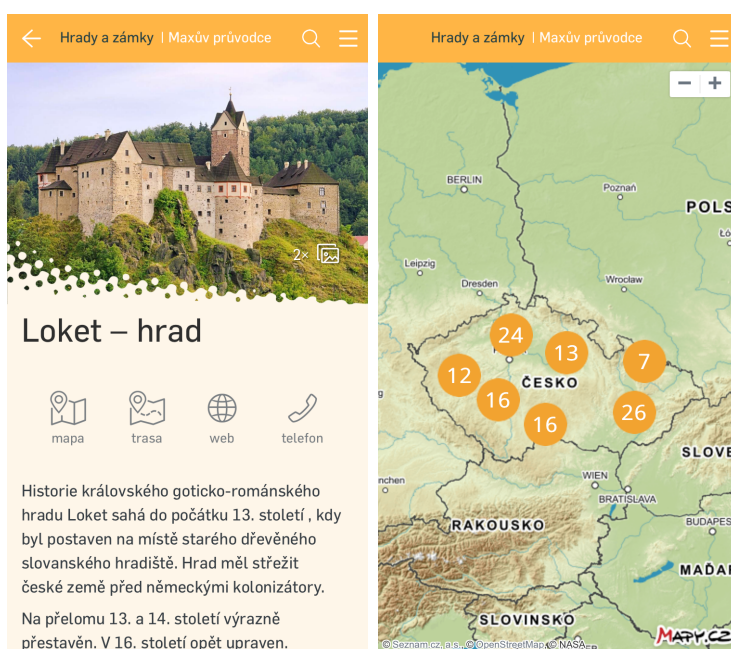 Hrady a zámky | Maxův průvodce
2×
Loket – hrad
mapa
trasa
web
telefon
Historie královského goticko-románského
hradu Loket sahá do počátku 13. století , kdy
byl postaven na místě starého dřevěného
slovanského hradiště. Hrad měl střežit
české země před německými kolonizátory.
Na přelomu 13. a 14. století výrazně
přestavěn. V 16. století opět upraven.
Hrady a zámky | Maxův průvodce
BERLIN
Poznaň
POLS
Łó
Leipzig
Wrocław
Dresden
24
13
7
12
ČESKO
16
26
16
g
SLOVE
nchen
WIEN
BRATISLAVA
RAKOUSKO
BUDAPES
MAĎAR
SLOVINSKO
MAPY.CZ
© Seznam.cz, a.s., © OpenStreetMap, © NASA